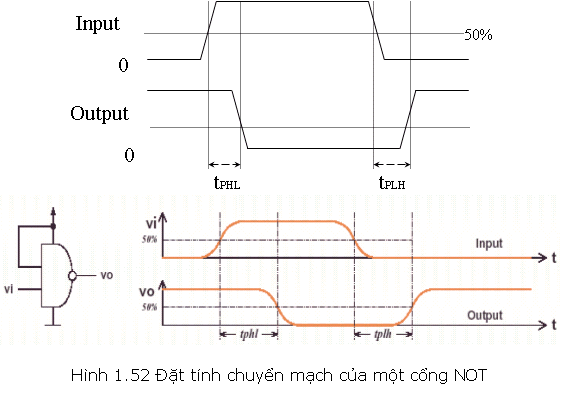 Input
50%
0
Output
0
tPHL
tPLH
vi
50%
Input
t
vi
vo
vo
50%
Output
t
tphl
tplh
Hình 1.52 Đặt tính chuyển mạch của một cổng NOT